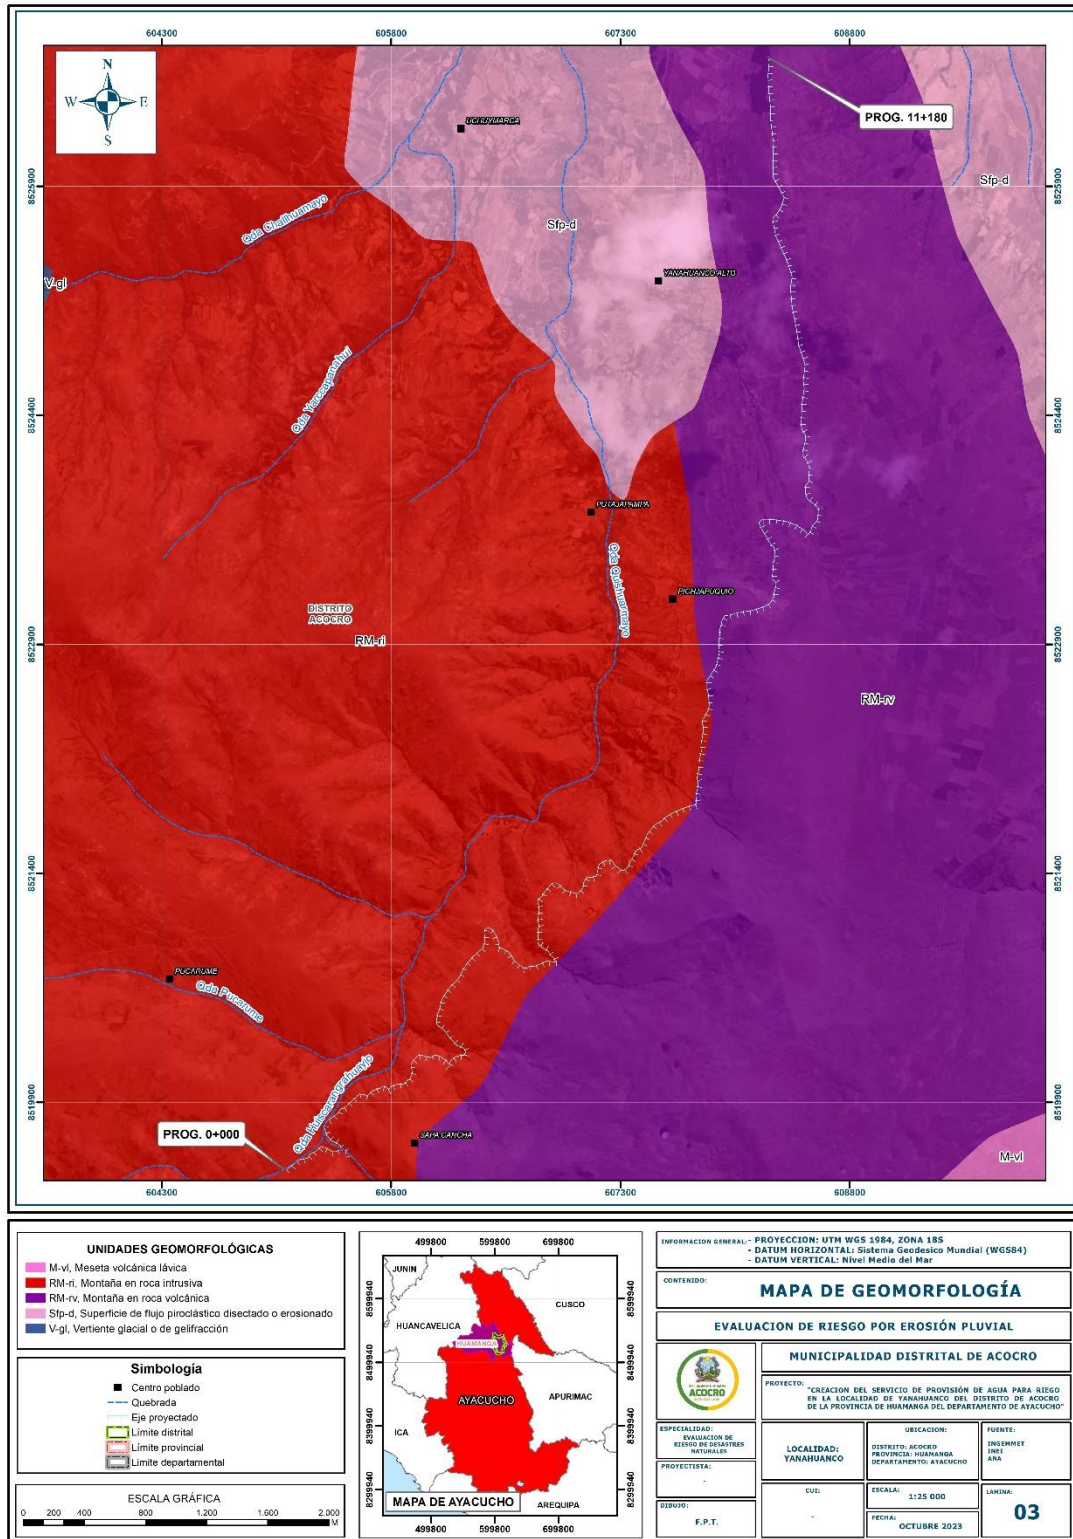 604300
605800
607300
608800
N
W
E
S
PROG. 11+180
UCHUYMARCA
8525900
8525900
Sfp-d
Qda Challhuamayo
Sfp-d
YANAHUANCO ALTO
V-gl
8524400
8524400
PUTAJAPAMPA
PICHJAPUQUIO
DISTRITO
ACOCRO
RM-ri
8522900
8522900
RM-rv
8521400
8521400
PUCARUME
Qda Pucarume
8519900
8519900
PROG. 0+000
SAPA CANCHA
M-vl
604300
605800
607300
608800
UNIDADES GEOMORFOLÓGICAS
M-vl, Meseta volcánica lávica
RM-ri, Montaña en roca intrusiva
RM-rv, Montaña en roca volcánica
Sfp-d, Superficie de flujo piroclástico disectado o erosionado
V-gl, Vertiente glacial o de gelifracción
Simbología
Centro poblado
Quebrada
Eje proyectado
Límite distrital
Límite provincial
Límite departamental
ESCALA GRÁFICA
0 200 400 800 1.200 1.600 2.000
M
499800 599800 699800
8599940
8599940
8499940
8499940
8399940
8399940
8299940
8299940
JUNIN
CUSCO
HUANCAVELICA
HUAMANGA
AYACUCHO
APURIMAC
ICA
AREQUIPA
MAPA DE AYACUCHO
499800 599800 699800
INFORMACION GENERAL: - PROYECCION: UTM WGS 1984, ZONA 18S
- DATUM HORIZONTAL: Sistema Geodesico Mundial (WGS84)
- DATUM VERTICAL: Nivel Medio del Mar
CONTENIDO:
MAPA DE GEOMORFOLOGÍA
EVALUACION DE RIESGO POR EROSIÓN PLUVIAL
ACOCRO
MUNICIPALIDAD DISTRITAL DE ACOCRO
PROYECTO:
"CREACION DEL SERVICIO DE PROVISIÓN DE AGUA PARA RIEGO
EN LA LOCALIDAD DE YANAHUANCO DEL DISTRITO DE ACOCRO
DE LA PROVINCIA DE HUAMANGA DEL DEPARTAMENTO DE AYACUCHO"
ESPECIALIDAD:
EVALUACION DE
RIESGO DE DESASTRES
NATURALES
PROYECTISTA:
-
DIBUJO:
F.P.T.
LOCALIDAD:
YANAHUANCO
CUI:
-
UBICACION:
DISTRITO: ACOCRO
PROVINCIA: HUAMANGA
DEPARTAMENTO: AYACUCHO
ESCALA:
1:25 000
FECHA:
OCTUBRE 2023
FUENTE:
INGEMMET
INEI
ANA
LAMINA:
03